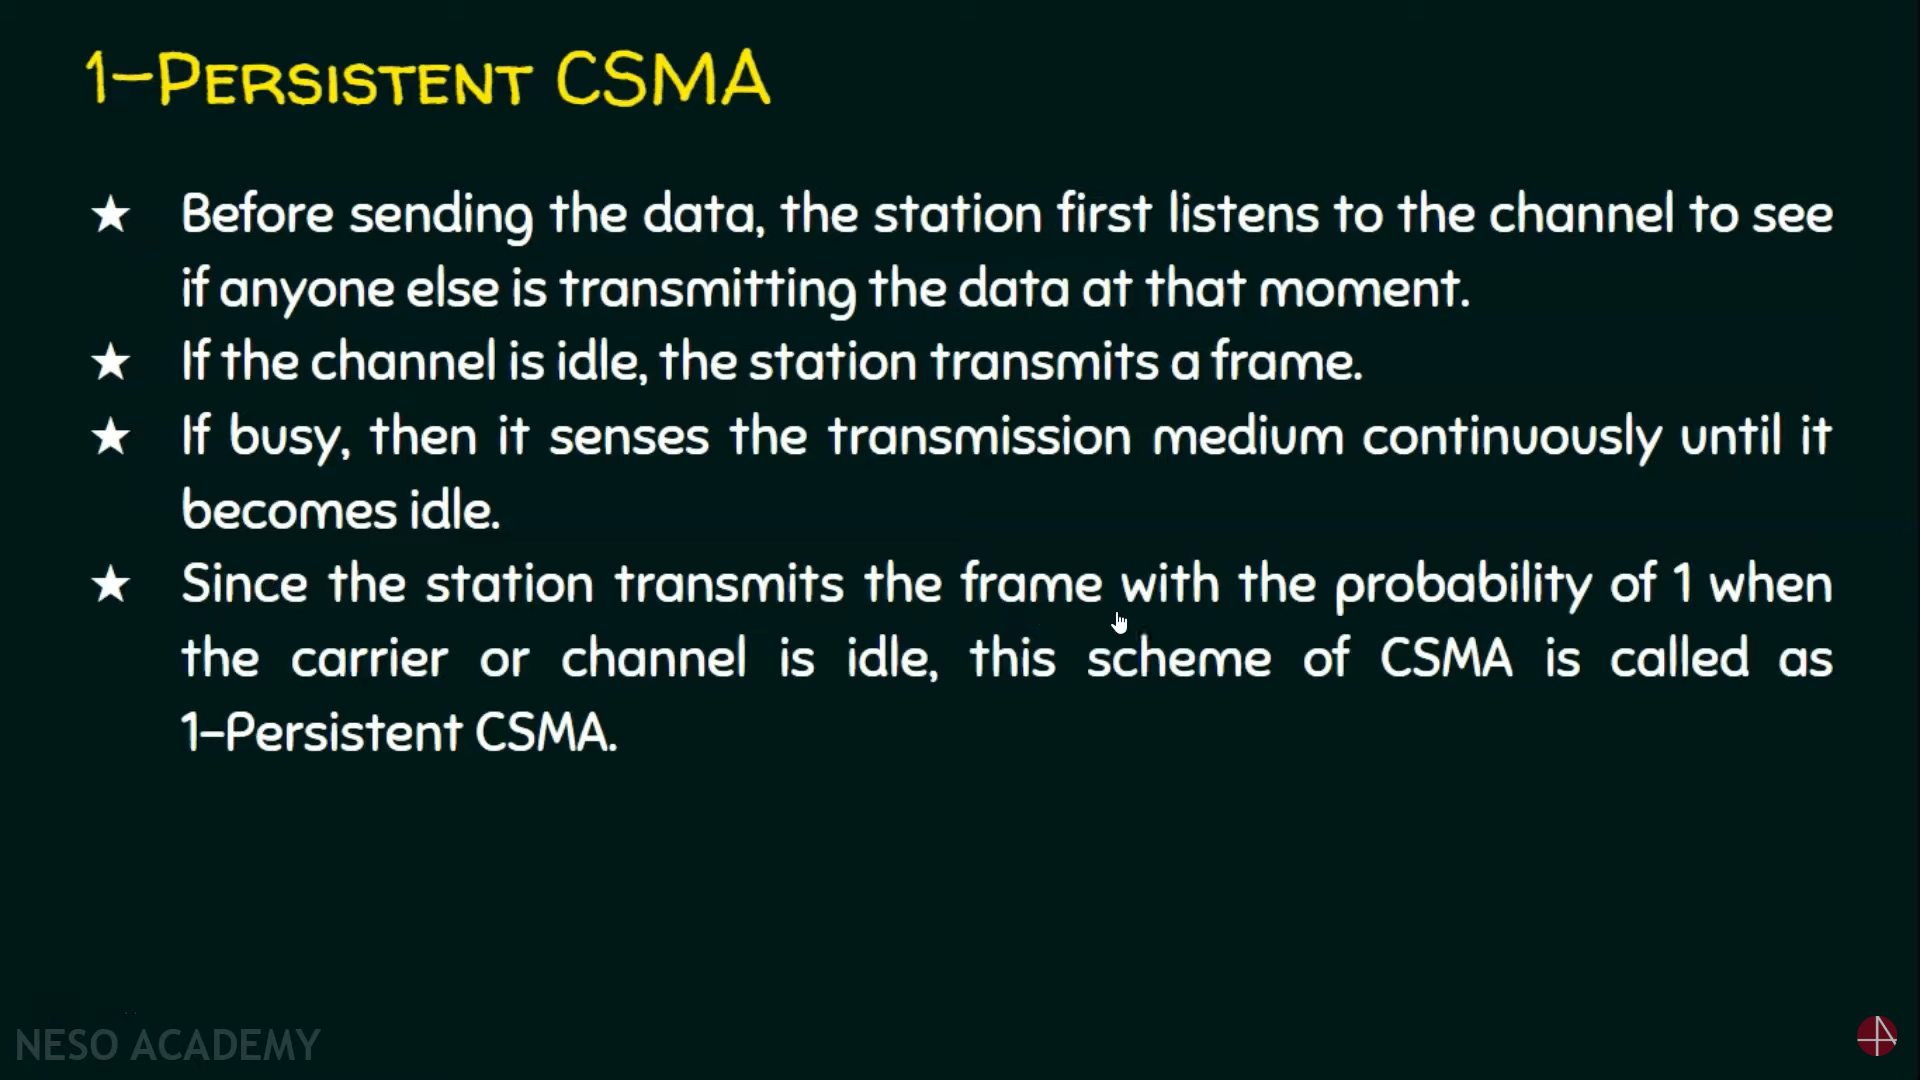 1-PERSISTENT CSMA
★ Before sending the data, the station first listens to the channel to see
if anyone else is transmitting the data at that moment.
★ If the channel is idle, the station transmits a frame.
★ If busy, then it senses the transmission medium continuously until it
becomes idle.
★ Since the station transmits the frame with the probability of 1 when
the carrier or channel is idle, this scheme of CSMA is called as
1-Persistent CSMA.
NESO ACADEMY